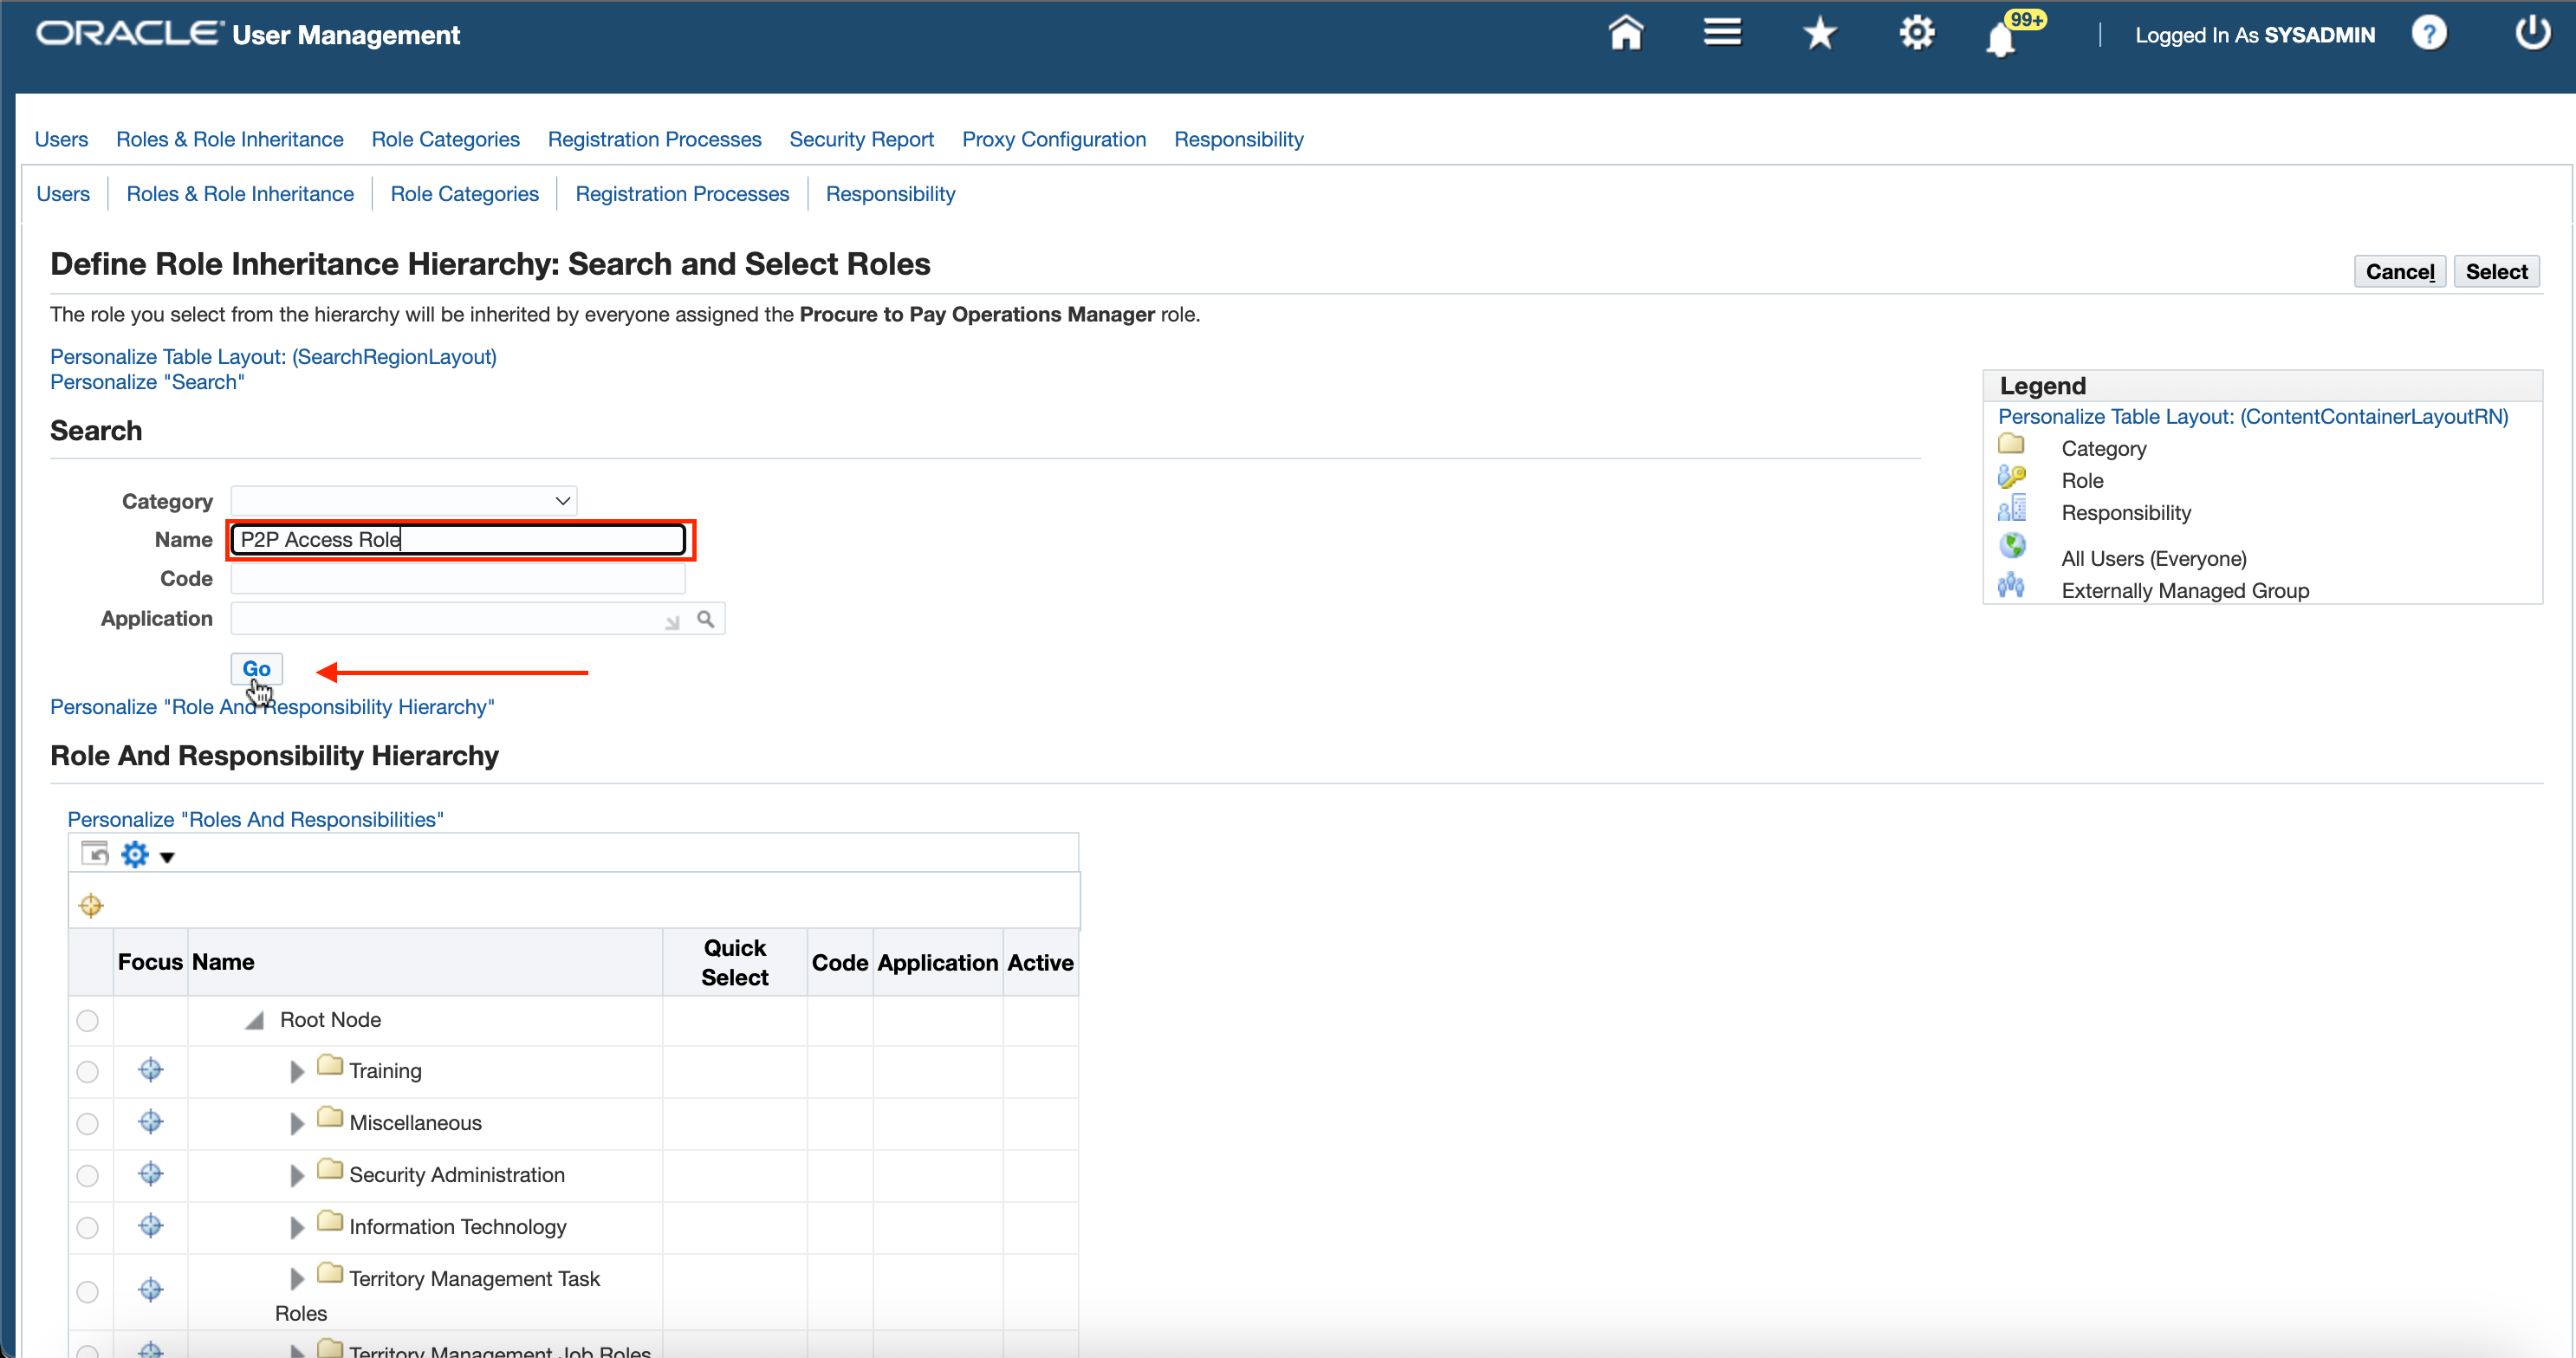 ORACLE User Management
99+
Logged In As SYSADMIN
?
Users Roles & Role Inheritance Role Categories Registration Processes Security Report Proxy Configuration Responsibility
Users Roles & Role Inheritance Role Categories Registration Processes Responsibility
Define Role Inheritance Hierarchy: Search and Select Roles
Cancel Select
The role you select from the hierarchy will be inherited by everyone assigned the Procure to Pay Operations Manager role.
Personalize Table Layout: (SearchRegionLayout)
Personalize "Search"
Search
Category
Name P2P Access Role
Code
Application
Go
Legend
Personalize Table Layout: (ContentContainerLayoutRN)
Category
Role
Responsibility
All Users (Everyone)
Externally Managed Group
Personalize "Role And Responsibility Hierarchy"
Role And Responsibility Hierarchy
Personalize "Roles And Responsibilities"
Focus Name Quick Select Code Application Active
Root Node
Training
Miscellaneous
Security Administration
Information Technology
Territory Management Task
Roles
Territory Management Job Roles